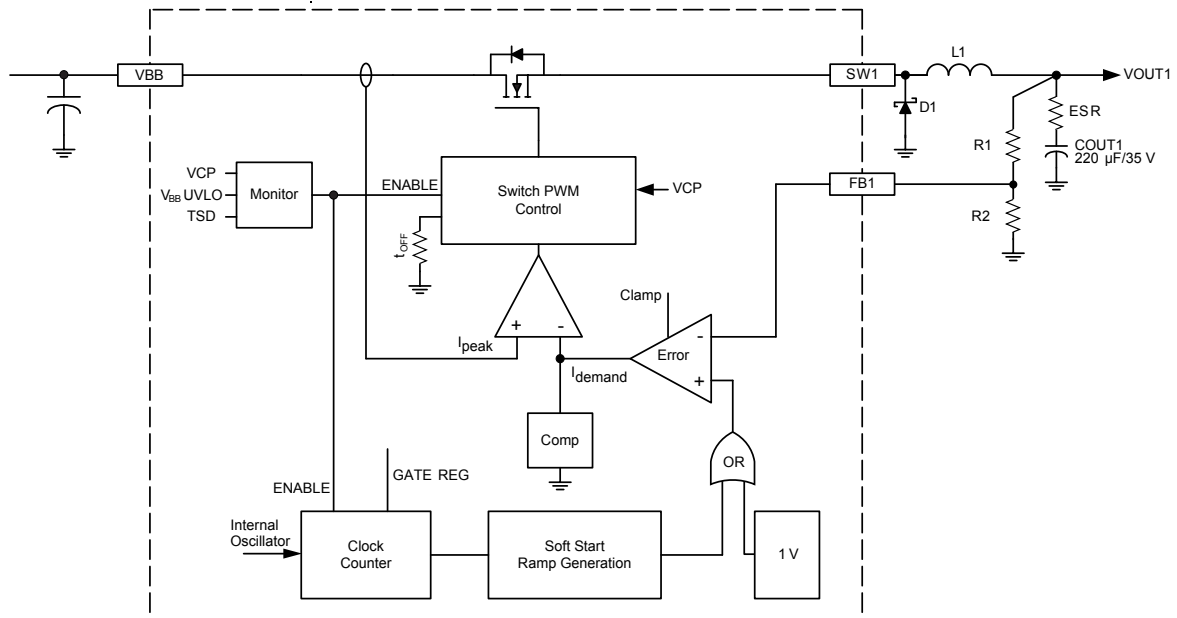 VBB
SW1
L1
VOUT1
D1
ESR
R1
COUT1
220 µF/35 V
VCP
VBB UVLO
TSD
Monitor
ENABLE
Switch PWM
Control
VCP
FB1
R2
tOFF
Clamp
+ -
Ipeak
Idemand
Error
-
+
Comp
OR
GATE REG
ENABLE
Internal
Oscillator
Clock
Counter
Soft Start
Ramp Generation
1 V